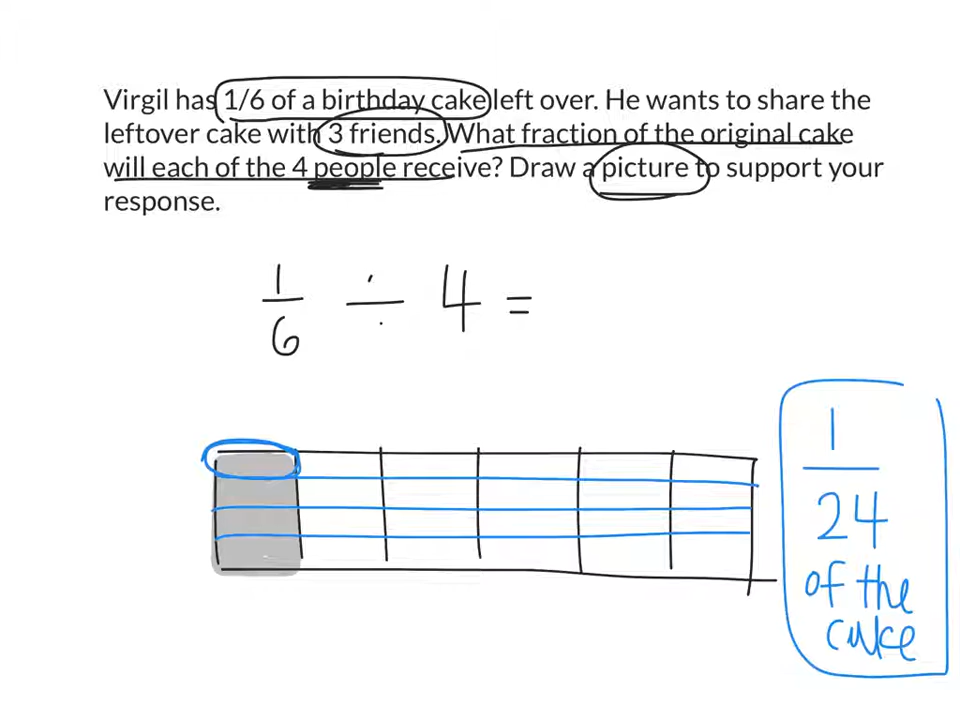 Virgil has 1/6 of a birthday cake left over. He wants to share the
leftover cake with 3 friends. What fraction of the original cake
will each of the 4 people receive? Draw a picture to support your
response.
1/6 ÷ 4 =
1/24
of the
cake